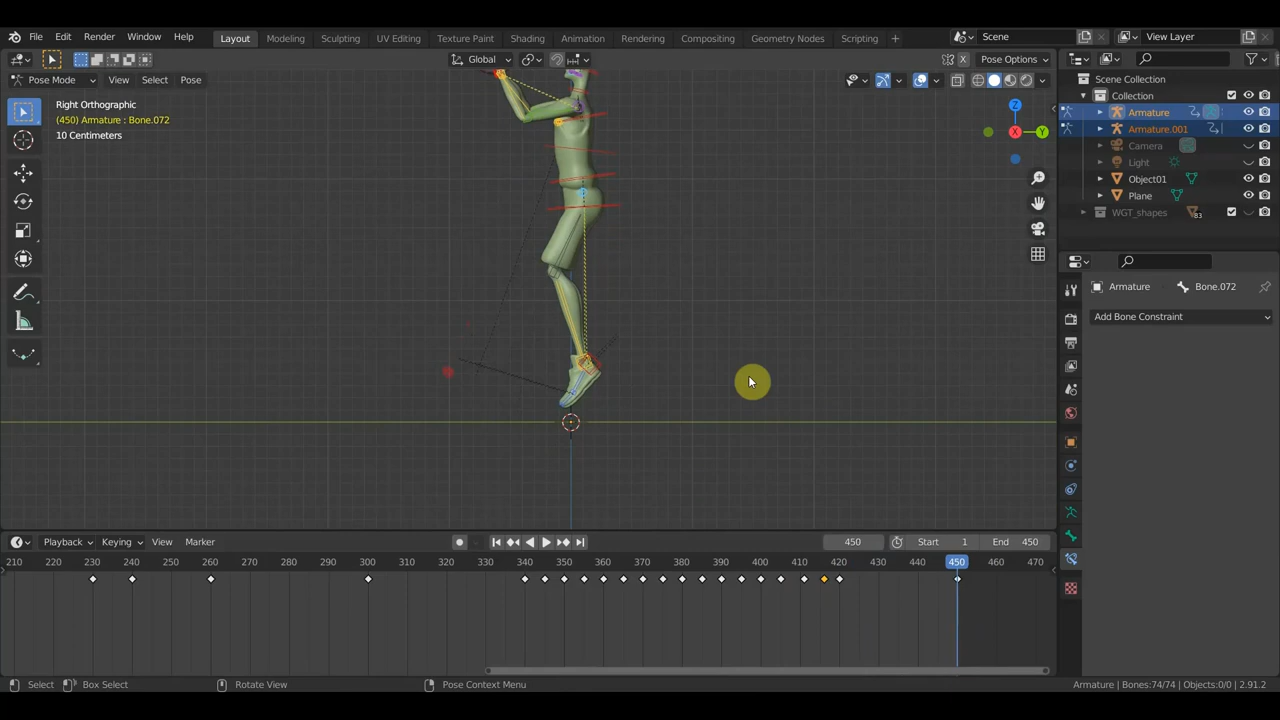 File Edit Render Window Help Layout Modeling Sculpting UV Editing Texture Paint Shading Animation Rendering Compositing Geometry Nodes Scripting + Scene View Layer
Global Pose Options
Pose Mode View Select Pose
Right Orthographic
(450) Armature : Bone.072
10 Centimeters
Z
X
Y
Scene Collection
Collection
Armature
Armature.001
Camera
Light
Object01
Plane
WGT_shapes 83
Armature Bone.072
Add Bone Constraint
Playback Keying View Marker 450 Start 1 End 450
210 230 240 250 260 270 280 290 300 310 320 330 340 350 360 370 380 390 400 410 420 430 440 450 460 470
Select Box Select Rotate View Pose Context Menu Armature | Bones:74/74 | Objects:0/0 | 2.91.2